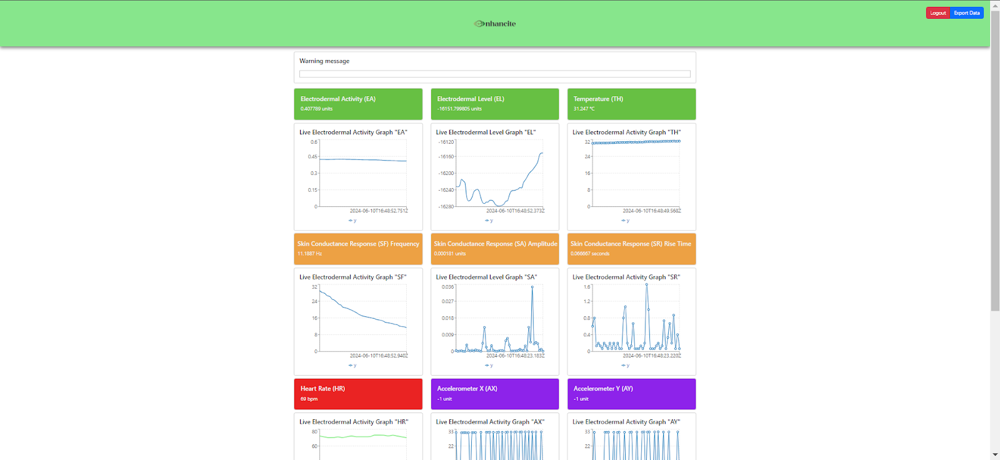 Logout Export Data
enhancite
Warning message
Electrodermal Activity (EA) Electrodermal Level (EL) Temperature (TH)
0.407789 units -16151.799805 units 31.247 °C
Live Electrodermal Activity Graph "EA" Live Electrodermal Level Graph "EL" Live Electrodermal Activity Graph "TH"
0.6 -16120 32
0.45 -16160 24
0.3 -16200 16
0.15 -16240 8
0 -16280 0
2024-06-10T16:48:52.751Z 2024-06-10T16:48:52.373Z 2024-06-10T16:48:49.568Z
y y y
Skin Conductance Response (SF) Frequency Skin Conductance Response (SA) Amplitude Skin Conductance Response (SR) Rise Time
11.1887 Hz 0.000181 units 0.066667 seconds
Live Electrodermal Activity Graph "SF" Live Electrodermal Level Graph "SA" Live Electrodermal Activity Graph "SR"
32 0.036 1.6
24 0.027 1.2
16 0.018 0.8
8 0.009 0.4
0 0 0
2024-06-10T16:48:52.940Z 2024-06-10T16:48:23.183Z 2024-06-10T16:48:23.220Z
y y y
Heart Rate (HR) Accelerometer X (AX) Accelerometer Y (AY)
69 bpm -1 unit -1 unit
Live Electrodermal Activity Graph "HR" Live Electrodermal Activity Graph "AX" Live Electrodermal Activity Graph "AY"
80 33 33
60 22 22